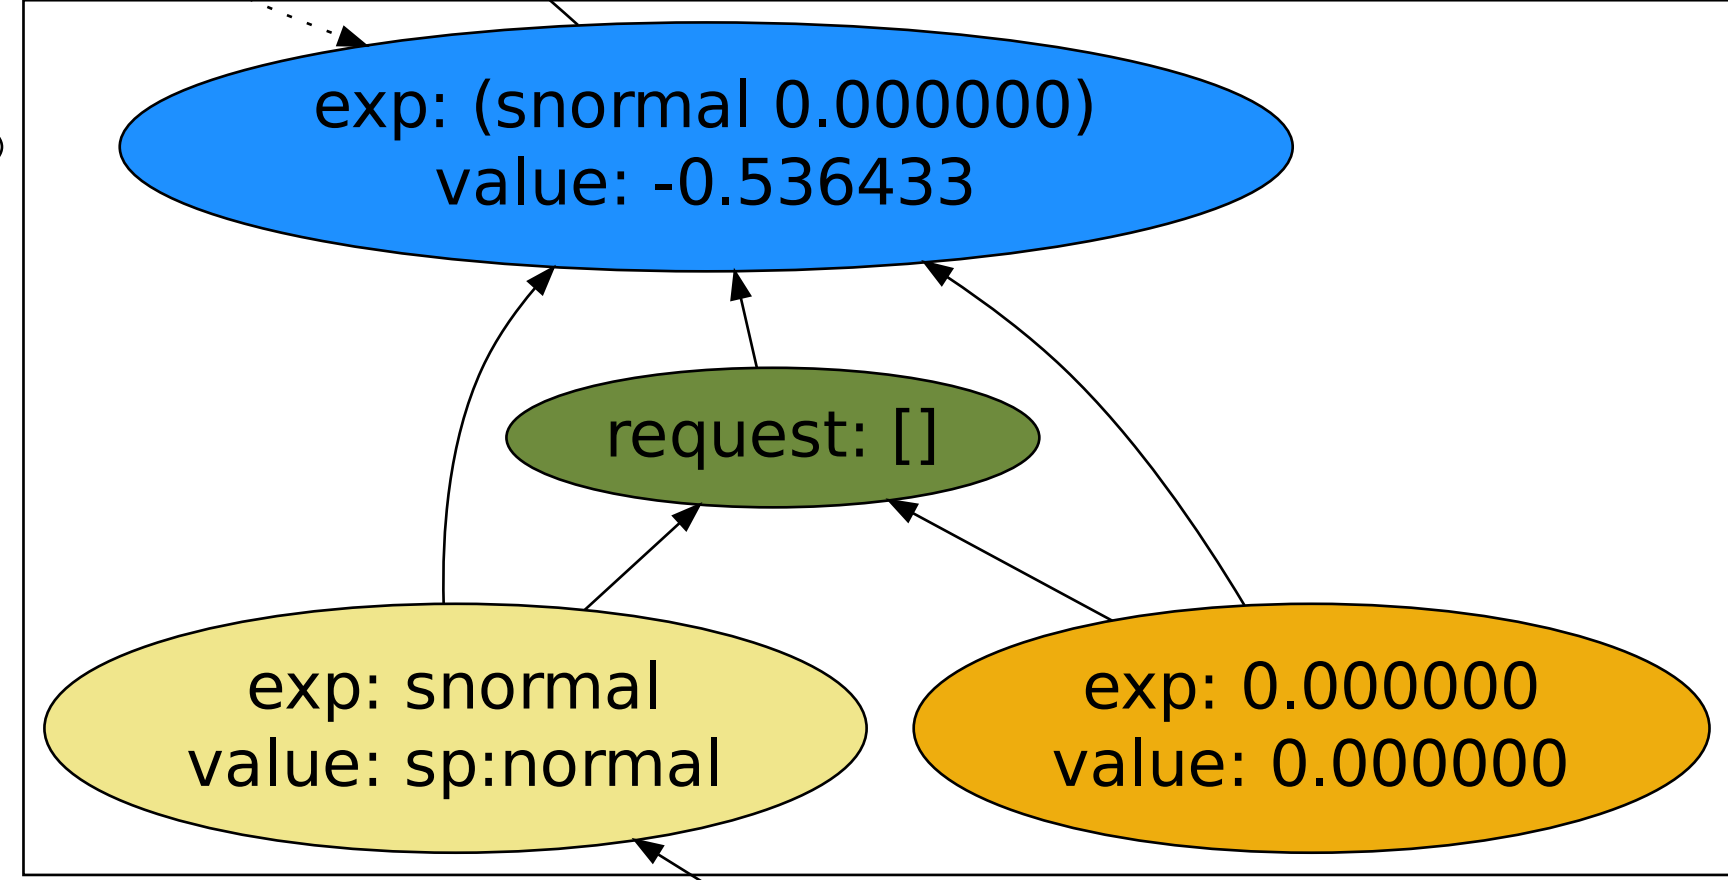 exp: (snormal 0.000000)
value: -0.536433
request: []
exp: snormal
value: sp:normal
exp: 0.000000
value: 0.000000